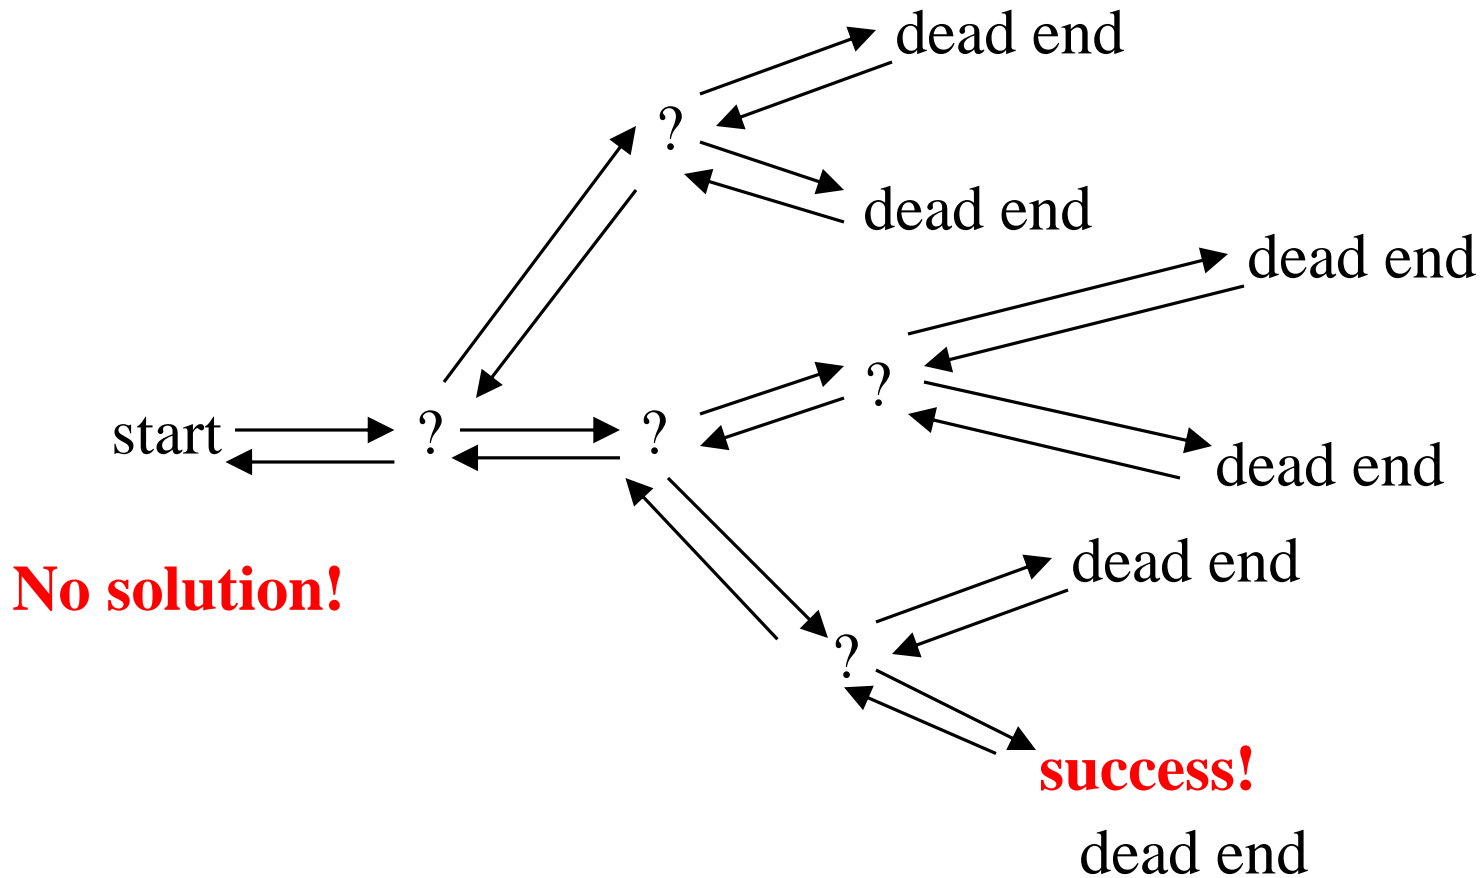 dead end
?
dead end
dead end
?
start ? ?
dead end
dead end
No solution!
?
success!
dead end